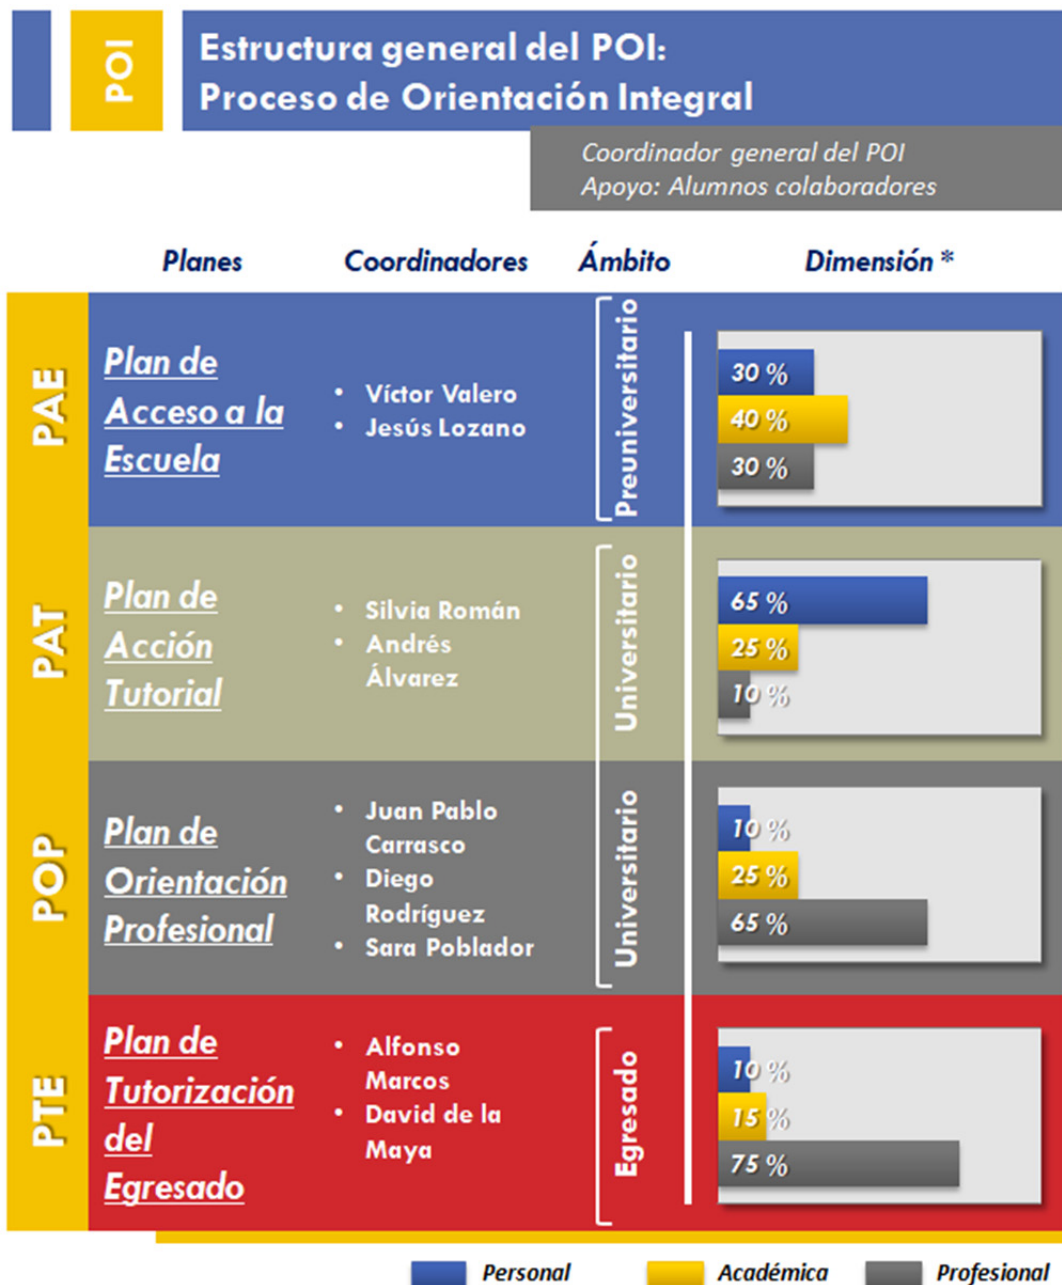 POI
Estructura general del POI:
Proceso de Orientación Integral
Coordinador general del POI
Apoyo: Alumnos colaboradores
Planes
Coordinadores
Ámbito
Dimensión *
PAE
Plan de
Acceso a la
Escuela
• Víctor Valero
• Jesús Lozano
Preuniversitario
30 %
40 %
30 %
PAT
Plan de
Acción
Tutorial
• Silvia Román
• Andrés
Álvarez
Universitario
65 %
25 %
10 %
POP
Plan de
Orientación
Profesional
• Juan Pablo
Carrasco
• Diego
Rodríguez
• Sara Poblador
Universitario
10 %
25 %
65 %
PTE
Plan de
Tutorización
del
Egresado
• Alfonso
Marcos
• David de la
Maya
Egresado
10 %
15 %
75 %
Personal
Académica
Profesional